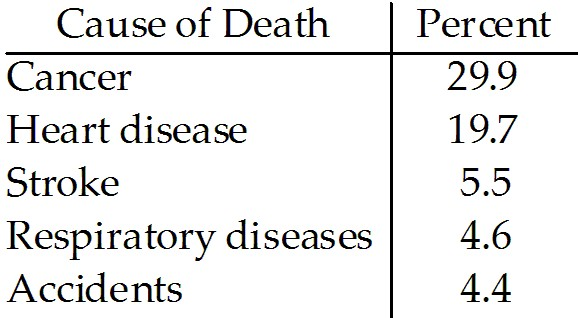 Cause of Death Percent
Cancer 29.9
Heart disease 19.7
Stroke 5.5
Respiratory diseases 4.6
Accidents 4.4